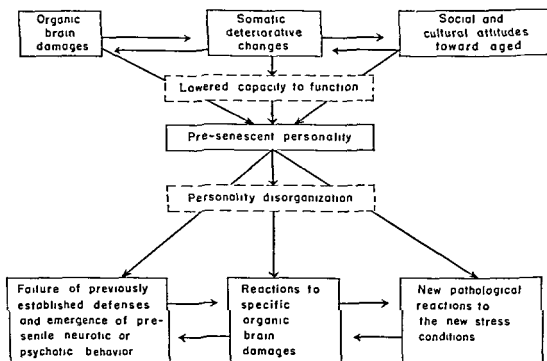 Organic
brain
damages
Somatic
deteriorative
changes
Social and
cultural attitudes
toward aged
Lowered capacity to function
Pre-senescent personality
Personality disorganization
Failure of previously
established defenses
and emergence of pre-
senile neurotic or
psychotic behavior
Reactions to
specific
organic
brain
damages
New pathological
reactions to
the new stress
conditions